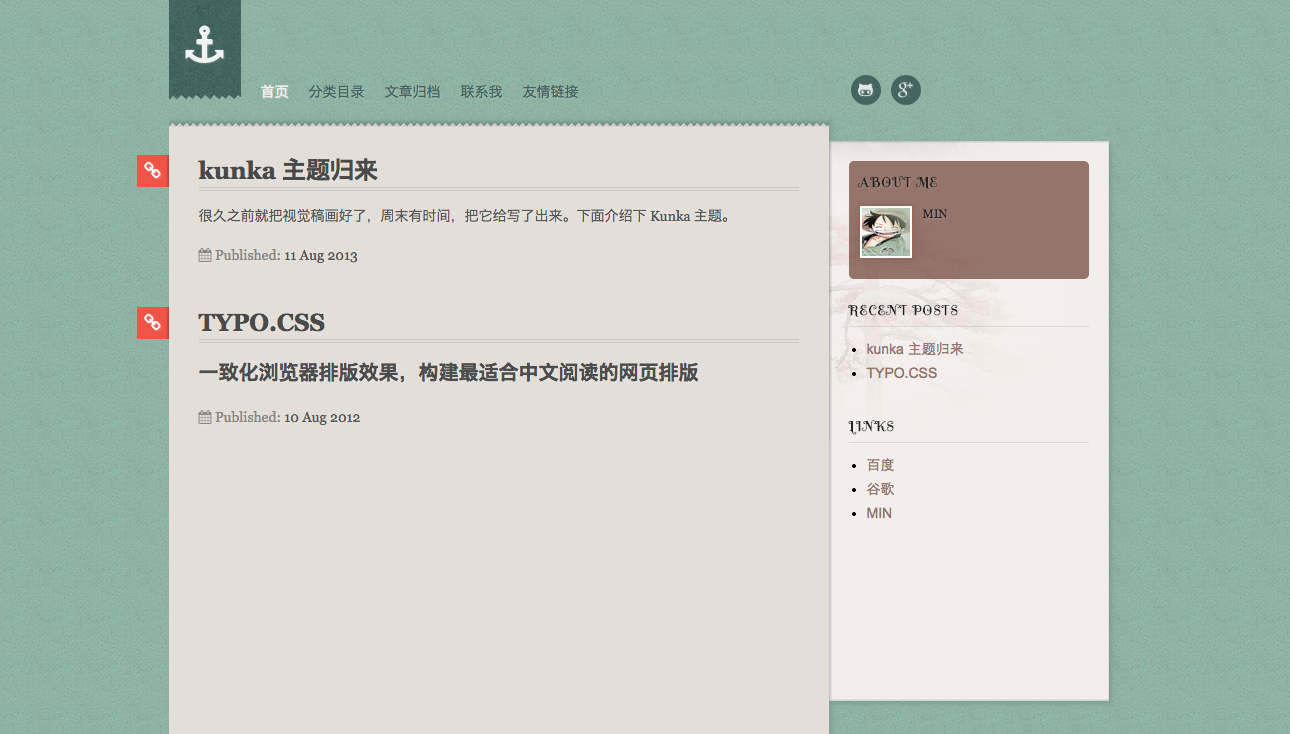 首页 分类目录 文章归档 联系我 友情链接
g+
kunka 主题归来
很久之前就把视觉稿画好了，周末有时间，把它给写了出来。下面介绍下 Kunka 主题。
Published: 11 Aug 2013
TYPO.CSS
一致化浏览器排版效果，构建最适合中文阅读的网页排版
Published: 10 Aug 2012
ABOUT ME
MIN
RECENT POSTS
kunka 主题归来
TYPO.CSS
LINKS
百度
谷歌
MIN